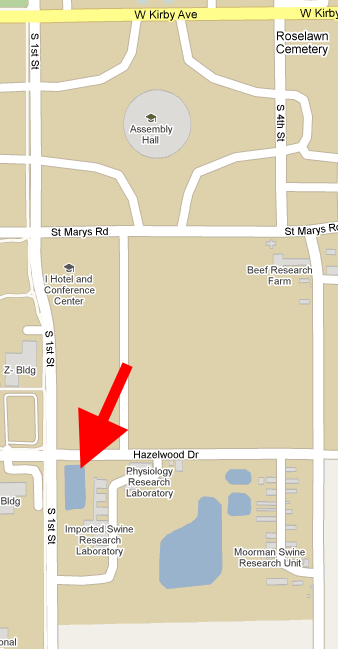 W Kirby Ave
W Kirby
S 1st St
Roselawn
Cemetery
S 4th St
Assembly
Hall
St Marys Rd
St Marys Rd
I Hotel and
Conference
Center
Beef Research
Farm
S 1st St
Z- Bldg
Hazelwood Dr
Physiology
Research
Laboratory
Bldg
S 1st St
Imported Swine
Research
Laboratory
Moorman Swine
Research Unit
onal